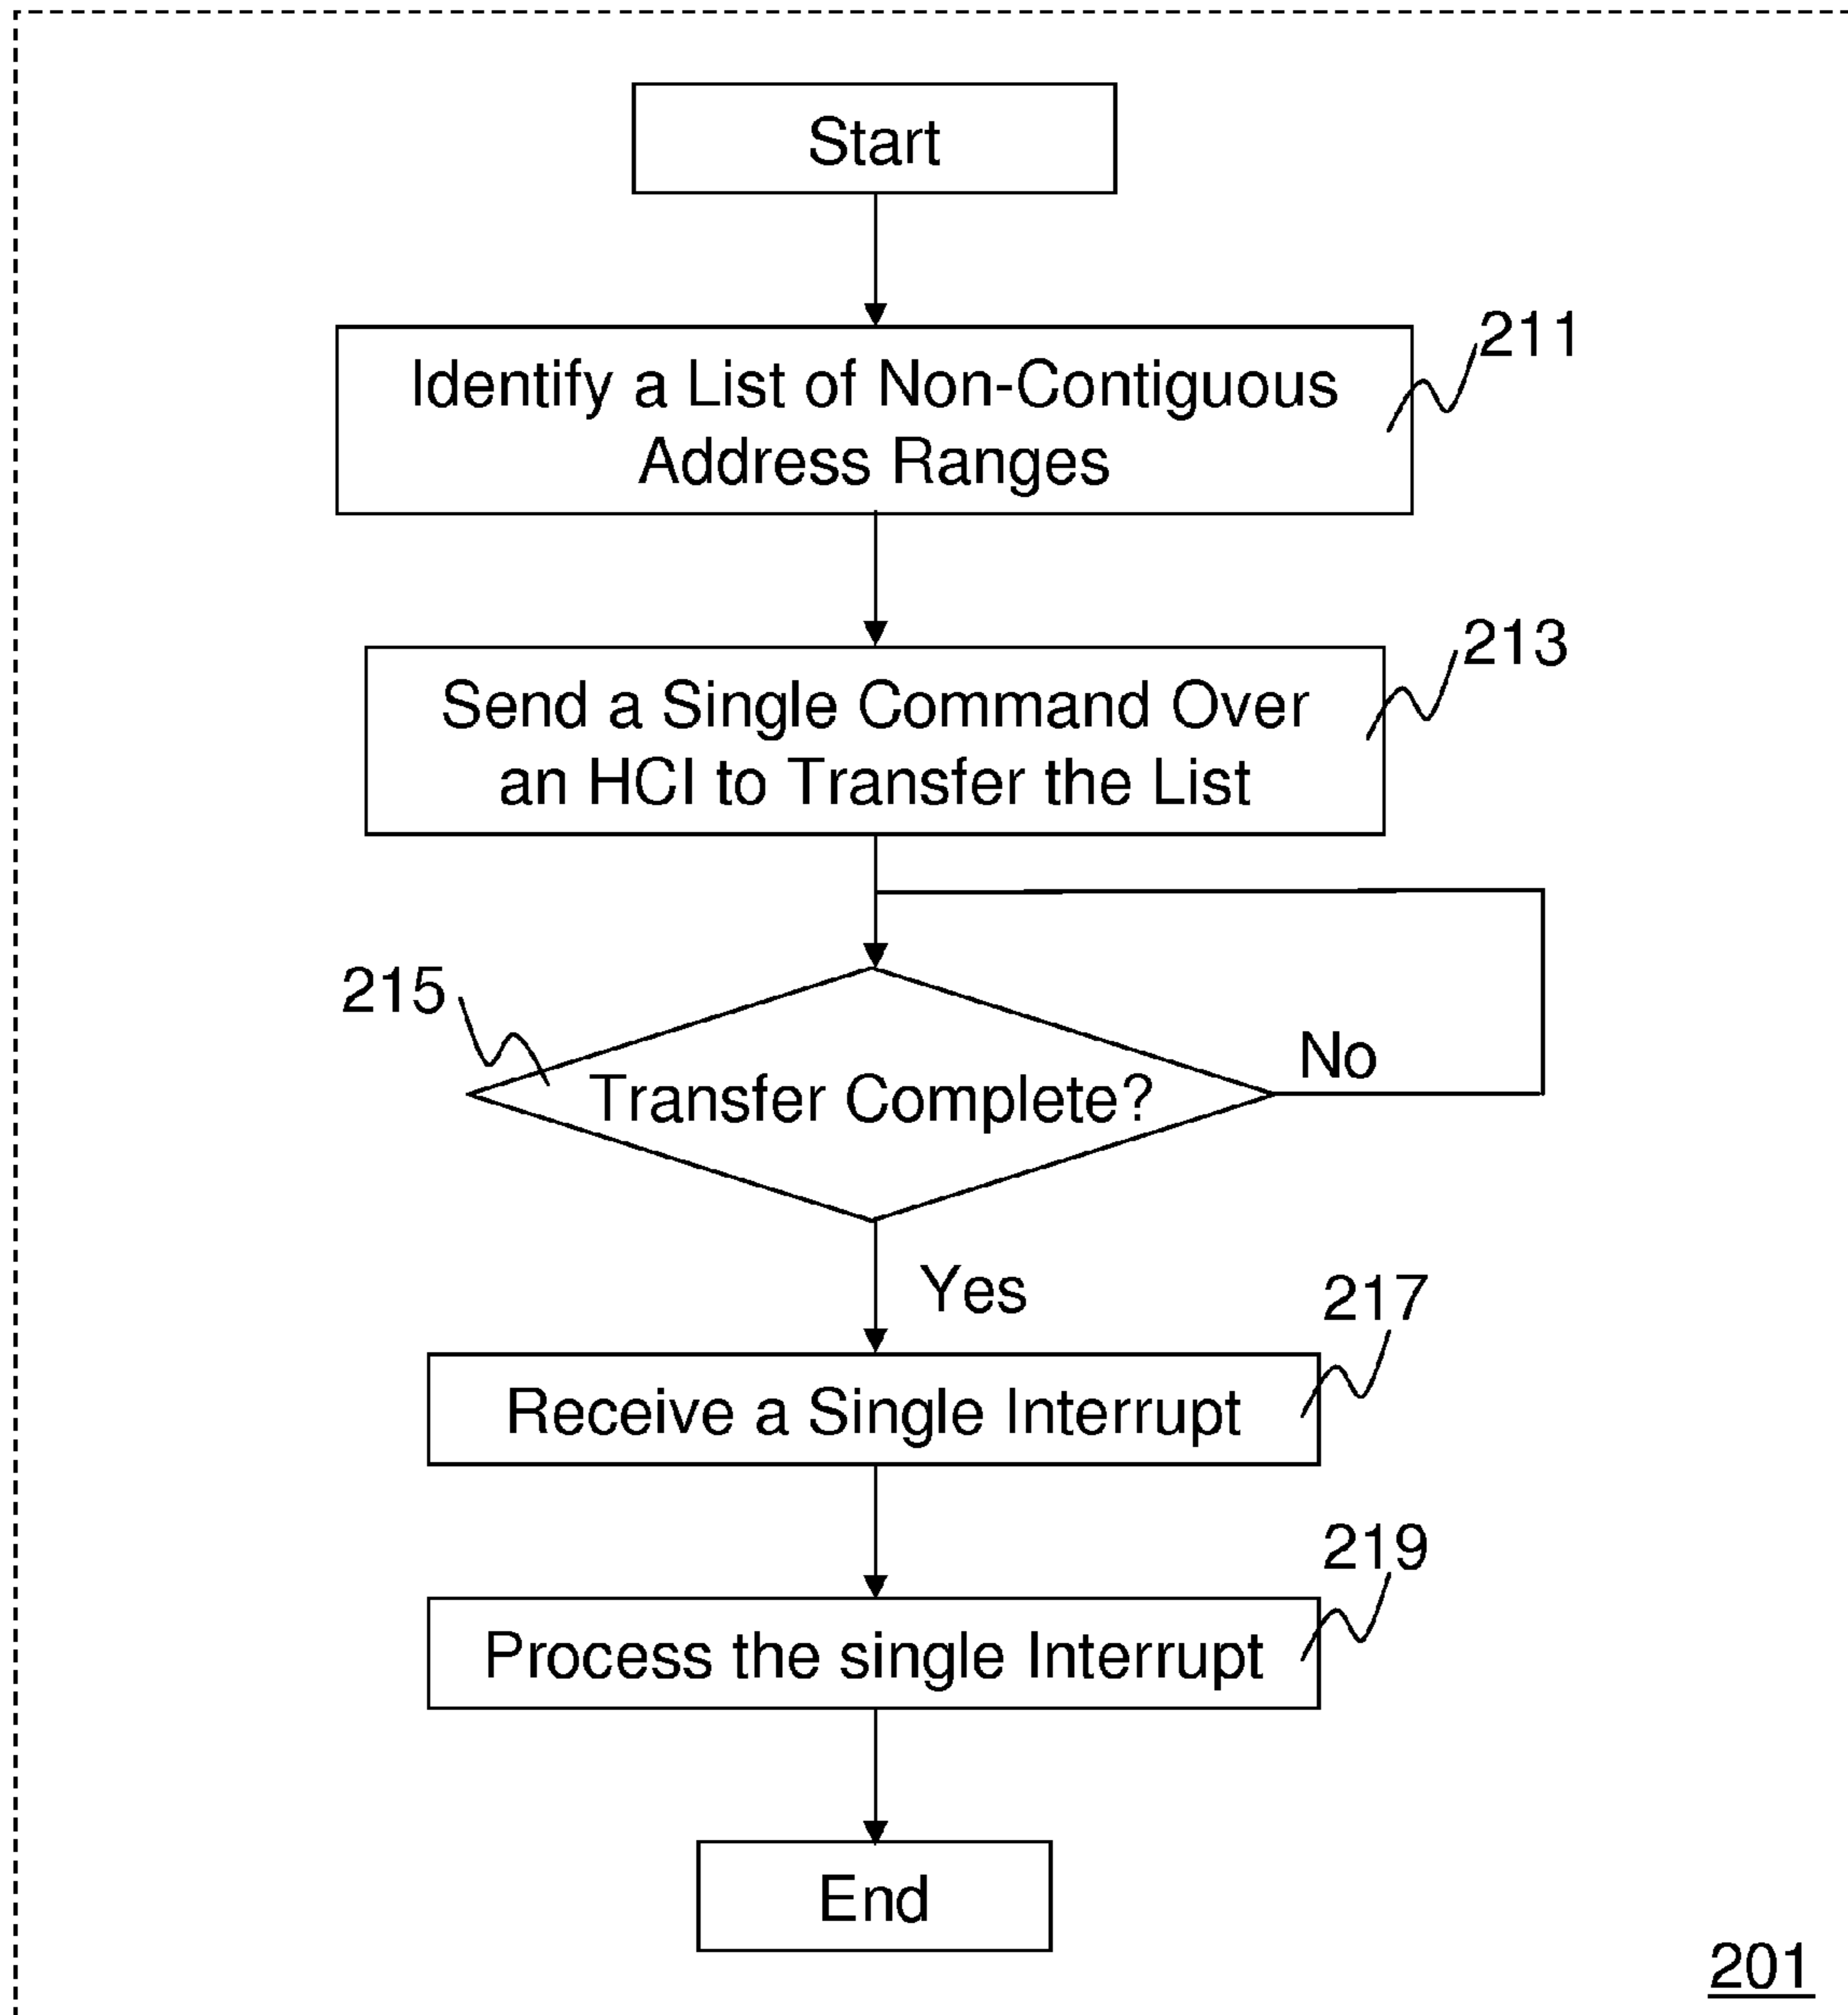 Start
211
Identify a List of Non-Contiguous
Address Ranges
213
Send a Single Command Over
an HCI to Transfer the List
215
Transfer Complete?
No
Yes
217
Receive a Single Interrupt
219
Process the single Interrupt
End
201